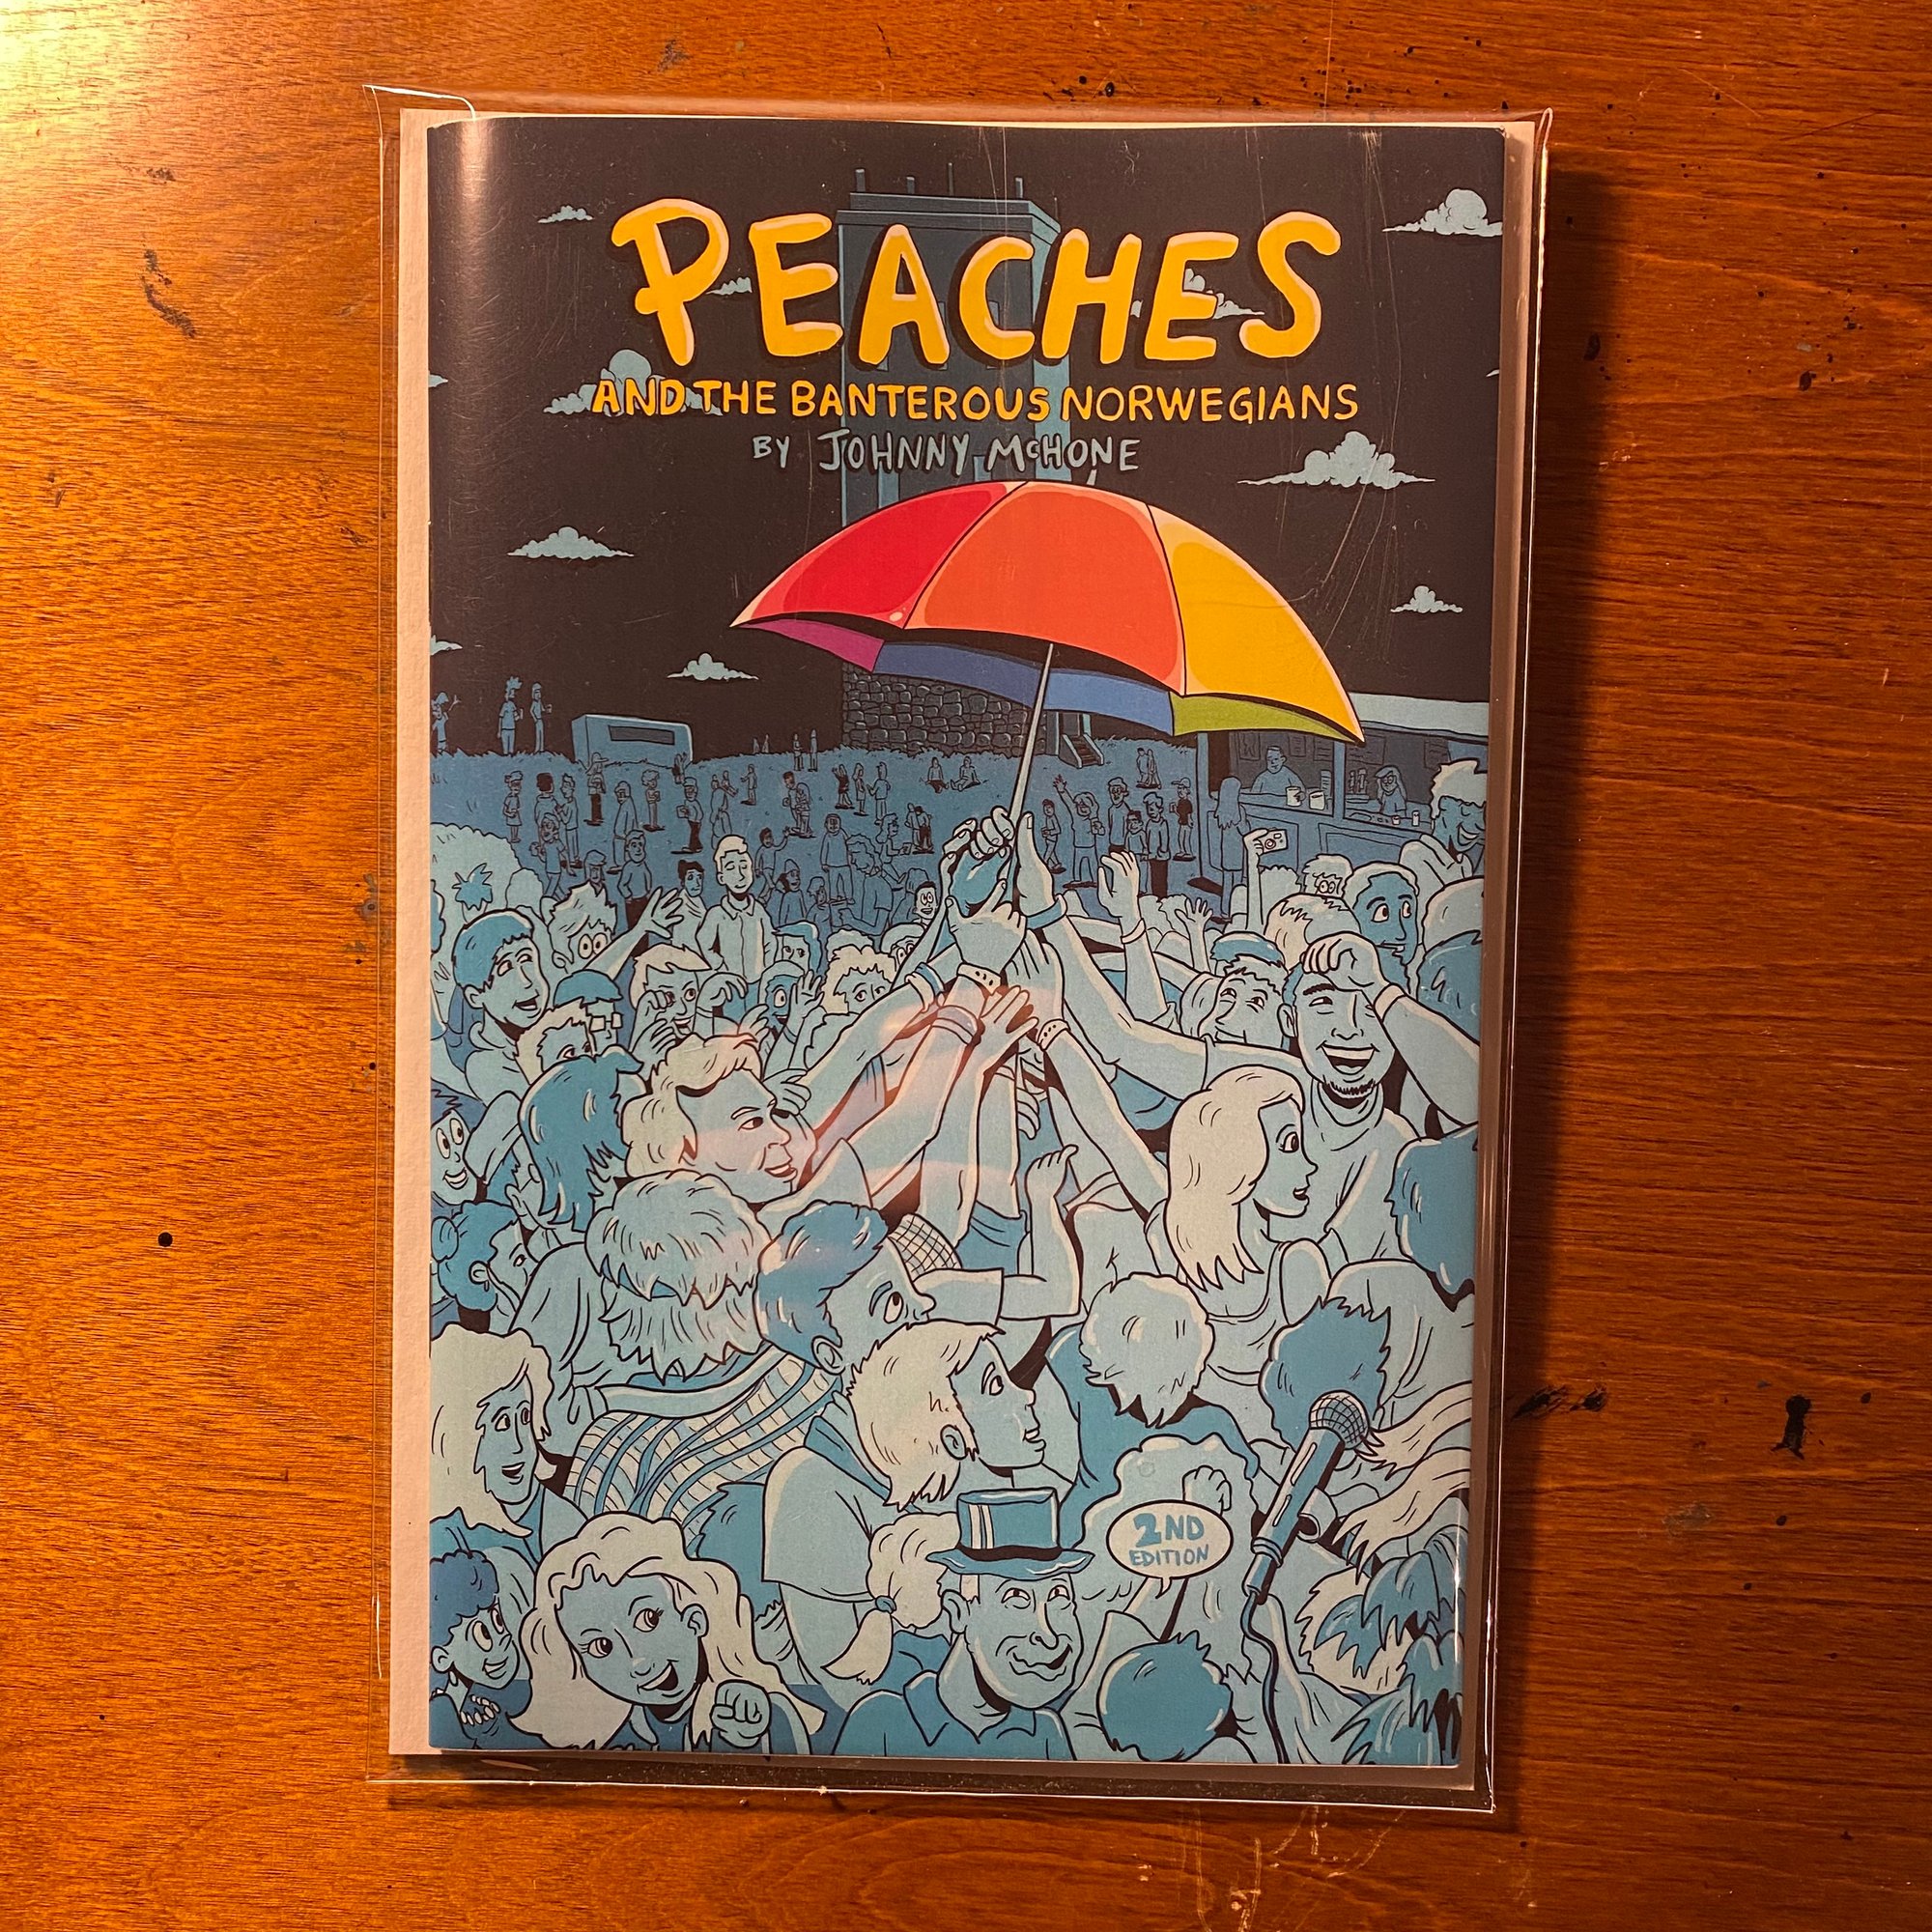 PEACHES
AND THE BANTEROUS NORWEGIANS
BY JOHNNY McHONE
2ND
EDITION